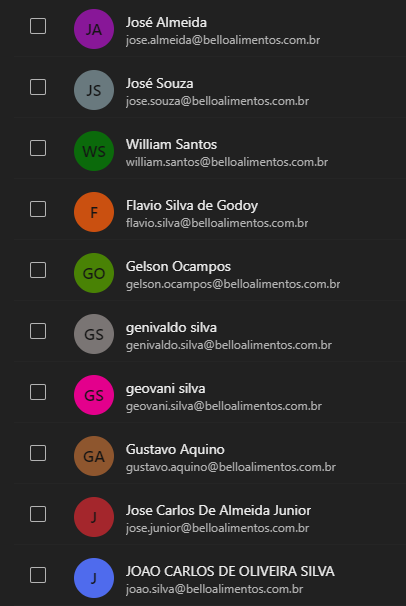 JA
José Almeida
jose.almeida@belloalimentos.com.br
JS
José Souza
jose.souza@belloalimentos.com.br
WS
William Santos
william.santos@belloalimentos.com.br
F
Flavio Silva de Godoy
flavio.silva@belloalimentos.com.br
GO
Gelson Ocampos
gelson.ocampos@belloalimentos.com.br
GS
genivaldo silva
genivaldo.silva@belloalimentos.com.br
GS
geovani silva
geovani.silva@belloalimentos.com.br
GA
Gustavo Aquino
gustavo.aquino@belloalimentos.com.br
J
Jose Carlos De Almeida Junior
jose.junior@belloalimentos.com.br
J
JOAO CARLOS DE OLIVEIRA SILVA
joao.silva@belloalimentos.com.br